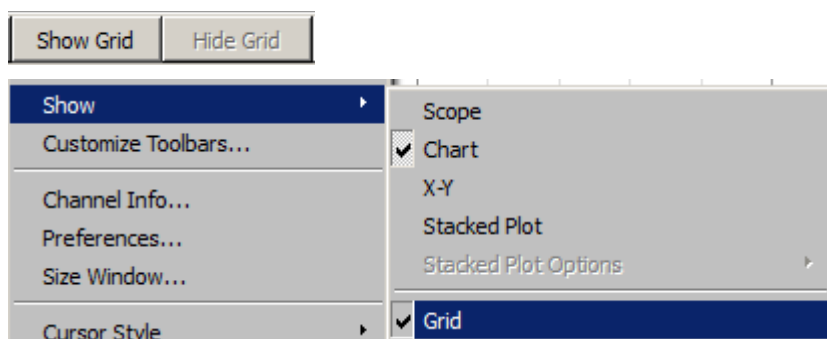 Show Grid
Hide Grid
Show
Customize Toolbars...
Channel Info...
Preferences...
Size Window...
Cursor Style
Scope
Chart
X-Y
Stacked Plot
Stacked Plot Options
Grid